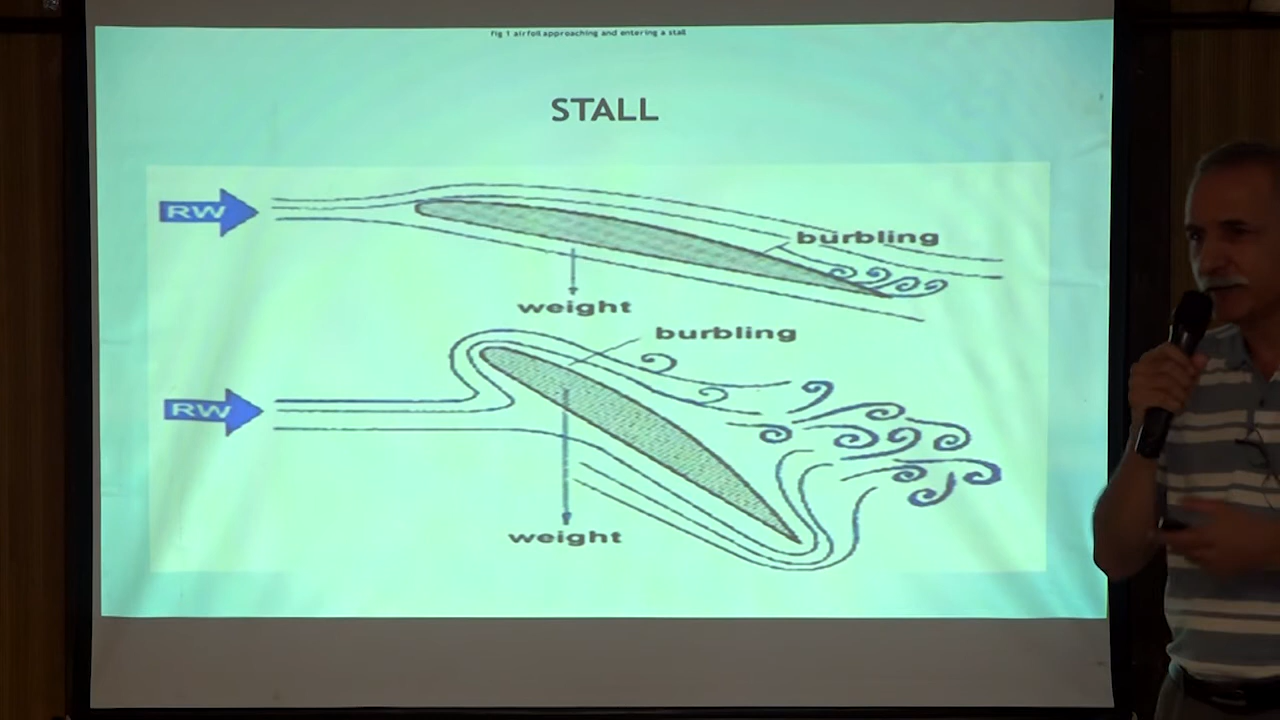 Fig 1 airfoil approaching and entering a stall
STALL
RW
burbling
weight
burbling
RW
weight